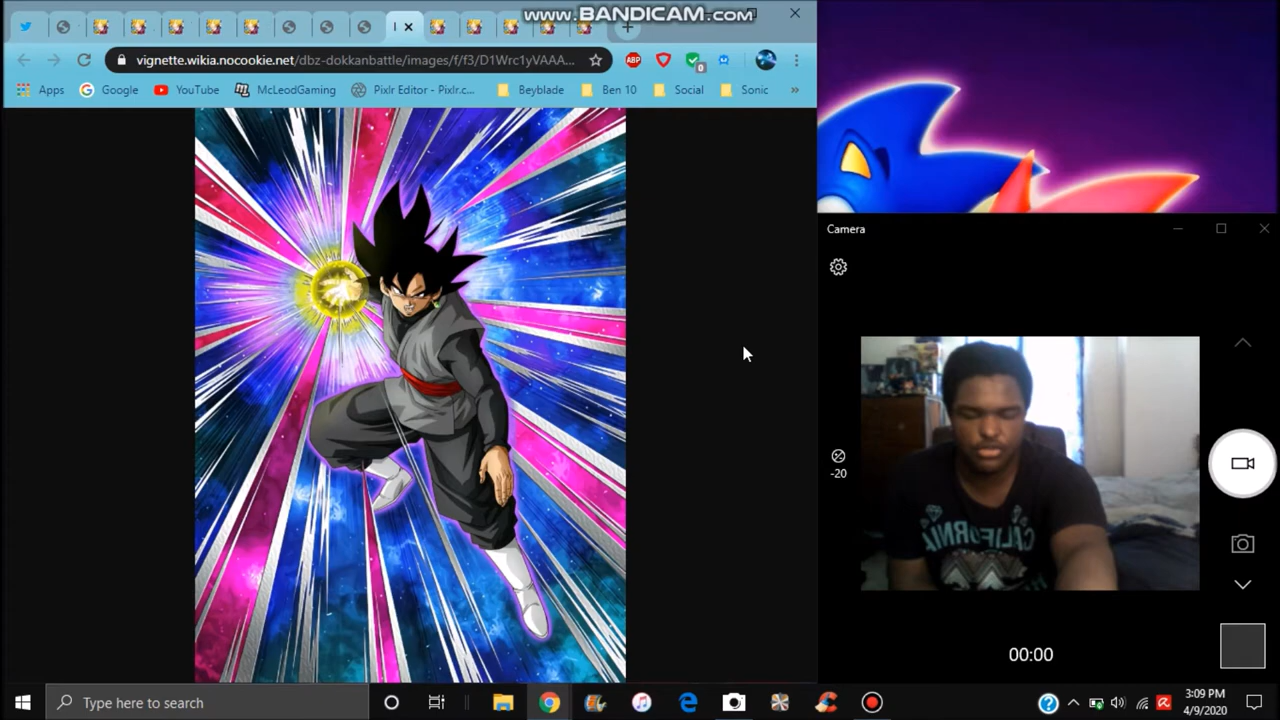 www.BANDICAM.com
vignette.wikia.nocookie.net/dbz-dokkanbattle/images/f/f3/D1Wrc1yVAAA...
ABP
0
Apps
Google
YouTube
McLeodGaming
Pixlr Editor - Pixlr.c...
Beyblade
Ben 10
Social
Sonic
»
Camera
-20
CALIFORNIA
00:00
Type here to search
3:09 PM
4/9/2020